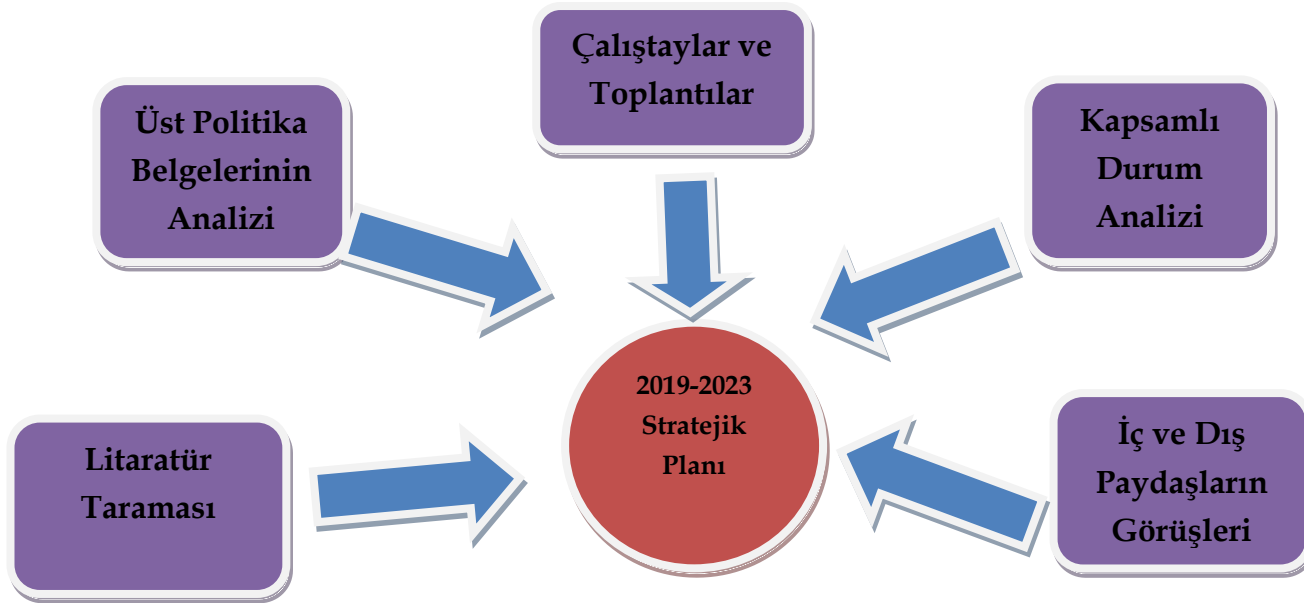 Çalıştaylar ve
Toplantılar
Üst Politika
Belgelerinin
Analizi
Kapsamlı
Durum
Analizi
2019-2023
Stratejik
Planı
Litaratür
Taraması
İç ve Dış
Paydaşların
Görüşleri